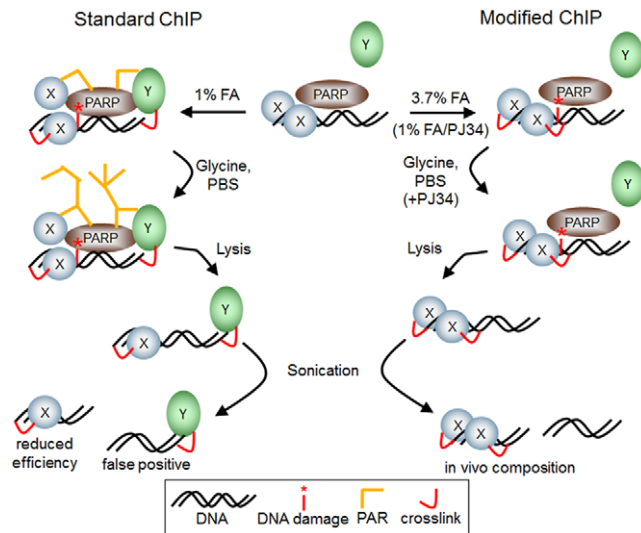 Standard ChIP
Modified ChIP
Y
X
PARP
Y
X
1% FA
PARP
X
X
3.7% FA
(1% FA/PJ34)
Y
PARP
X
X
Glycine,
PBS
Glycine,
PBS
(+PJ34)
X
PARP
Y
X
Y
PARP
X
X
Lysis
Lysis
X
Y
X
X
Sonication
X
reduced
efficiency
Y
false positive
X
X
in vivo composition
*
DNA
DNA damage
PAR
crosslink